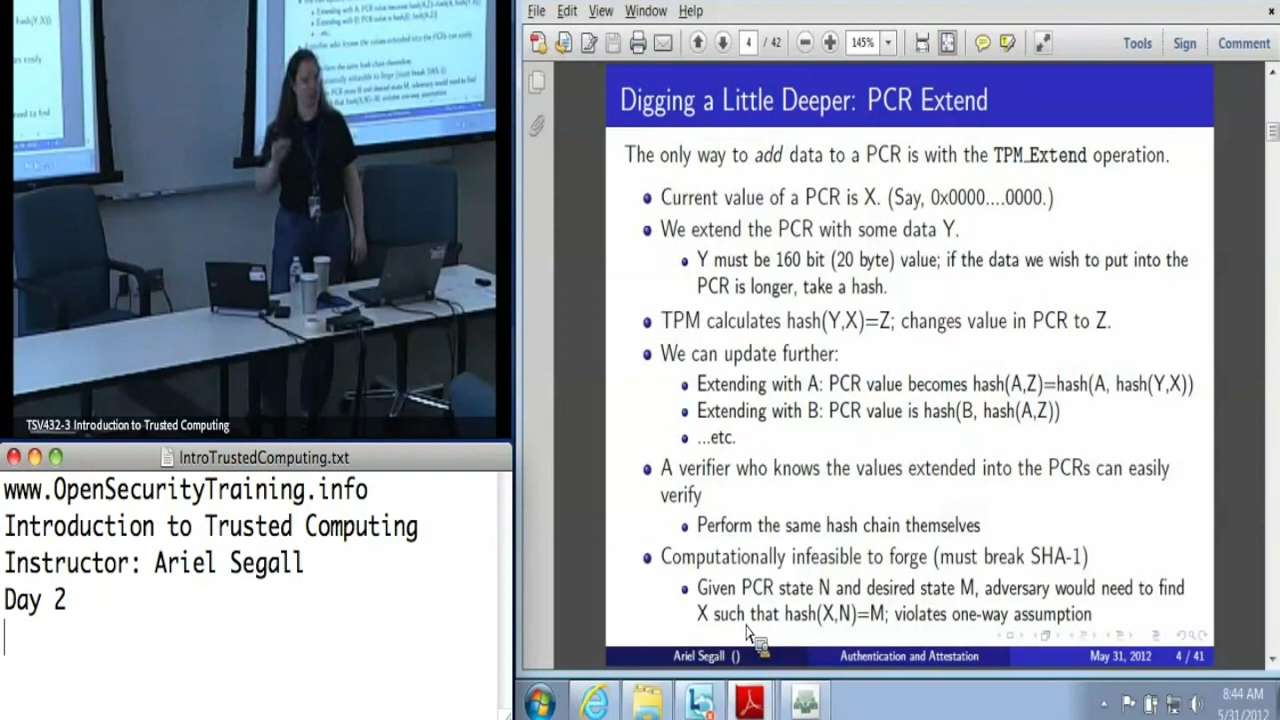 TSV432-3 Introduction to Trusted Computing
IntroTrustedComputing.txt
www.OpenSecurityTraining.info
Introduction to Trusted Computing
Instructor: Ariel Segall
Day 2
File Edit View Window Help
4 / 42 145% Tools Sign Comment
Digging a Little Deeper: PCR Extend
The only way to add data to a PCR is with the TPM_Extend operation.
Current value of a PCR is X. (Say, 0x0000....0000.)
We extend the PCR with some data Y.
Y must be 160 bit (20 byte) value; if the data we wish to put into the
PCR is longer, take a hash.
TPM calculates hash(Y,X)=Z; changes value in PCR to Z.
We can update further:
Extending with A: PCR value becomes hash(A,Z)=hash(A, hash(Y,X))
Extending with B: PCR value is hash(B, hash(A,Z))
...etc.
A verifier who knows the values extended into the PCRs can easily
verify
Perform the same hash chain themselves
Computationally infeasible to forge (must break SHA-1)
Given PCR state N and desired state M, adversary would need to find
X such that hash(X,N)=M; violates one-way assumption
Ariel Segall () Authentication and Attestation May 31, 2012 4 / 41
8:44 AM
5/31/2012